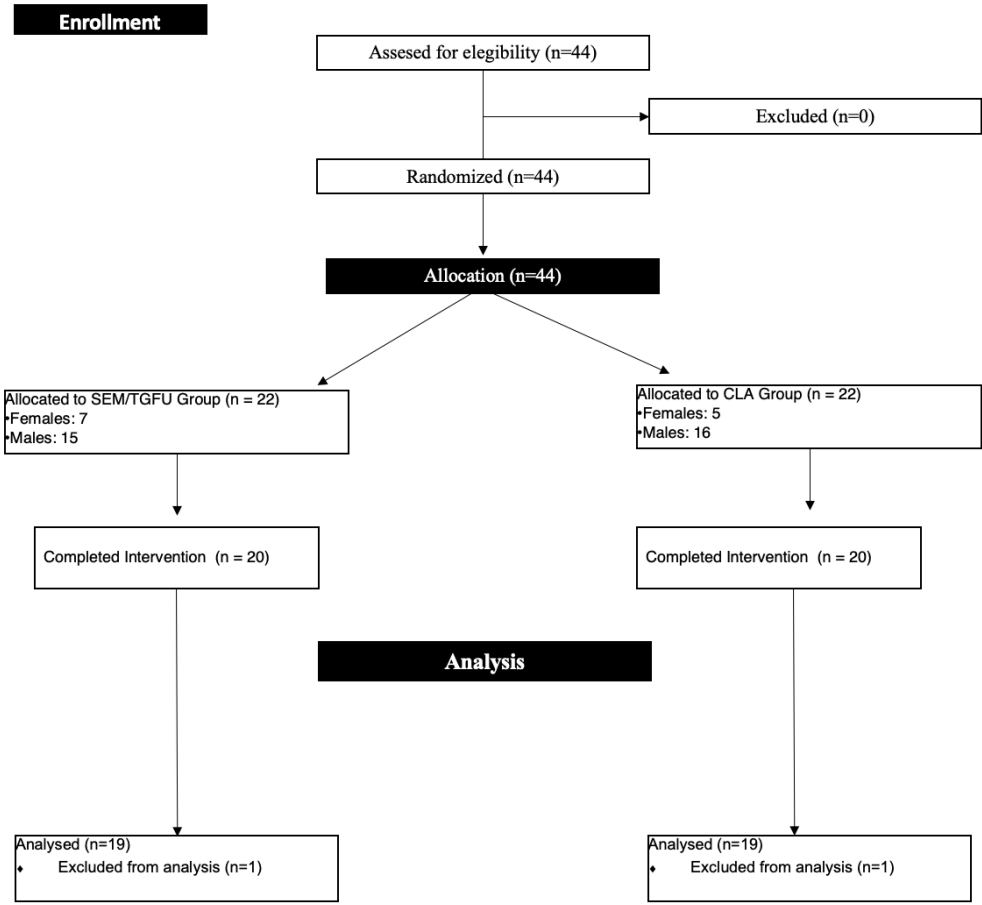 Enrollment
Assesed for elegibility (n=44)
Excluded (n=0)
Randomized (n=44)
Allocation (n=44)
Allocated to SEM/TGFU Group (n = 22)
•Females: 7
•Males: 15
Allocated to CLA Group (n = 22)
•Females: 5
•Males: 16
Completed Intervention (n = 20)
Completed Intervention (n = 20)
Analysis
Analysed (n=19)
♦ Excluded from analysis (n=1)
Analysed (n=19)
♦ Excluded from analysis (n=1)